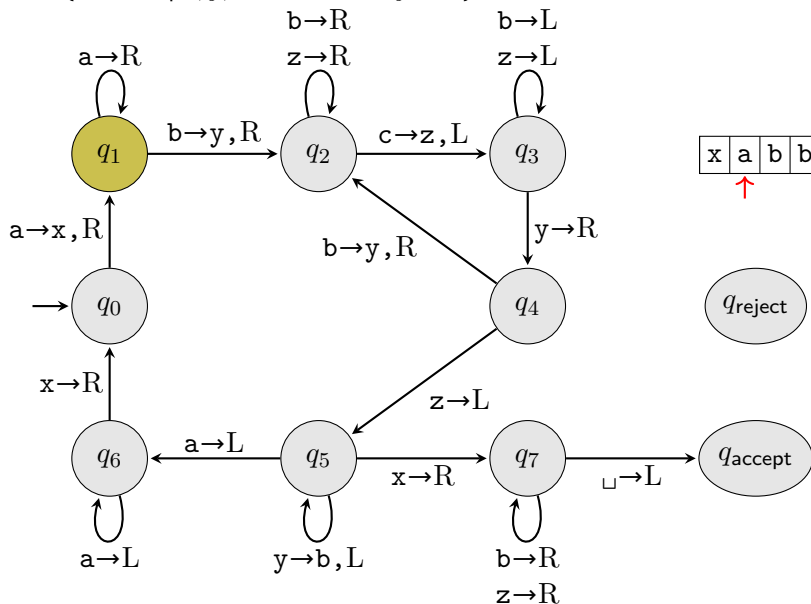 b→R b→L
a→R z→R z→L
q1 b→y,R q2 c→z,L q3 x a b b
a→x,R b→y,R y→R
q0 q4 qreject
x→R z→L
q6 a→L q5 x→R q7 ␣→L qaccept
a→L y→b,L b→R
z→R